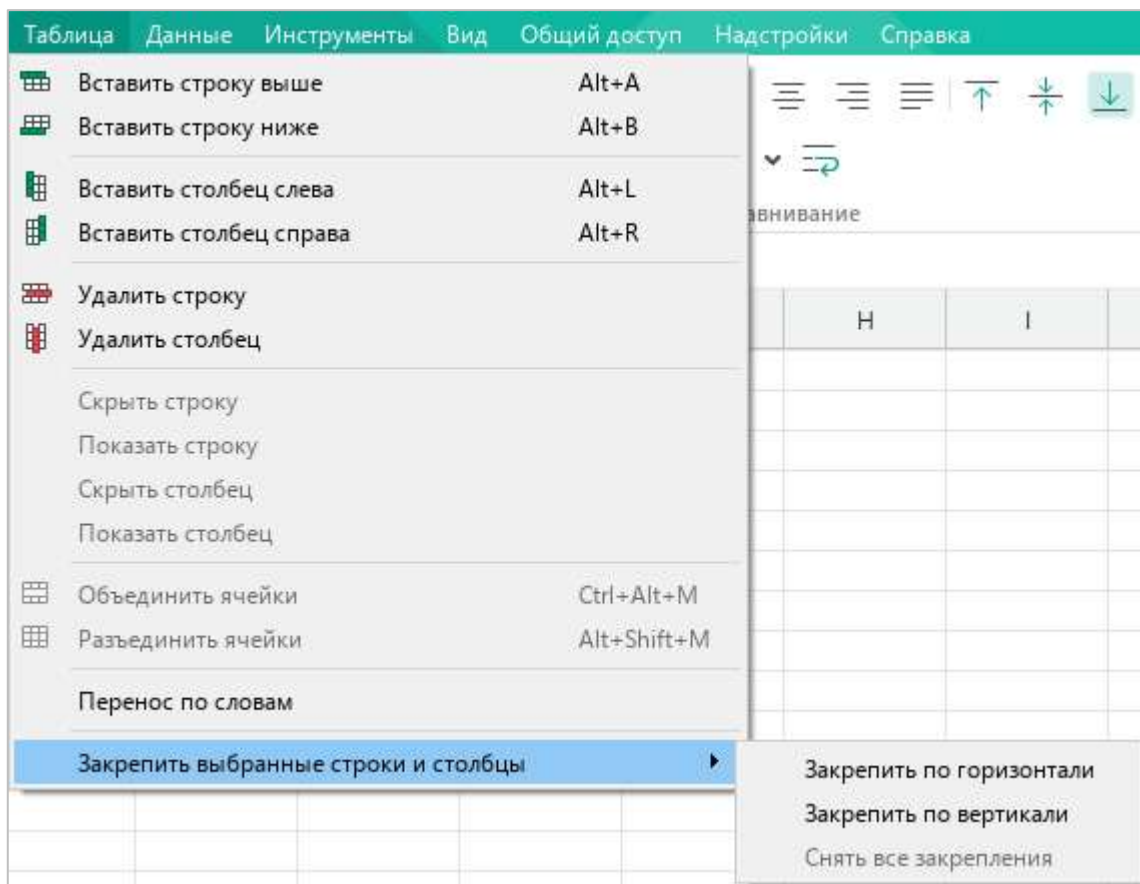 Таблица Данные Инструменты Вид Общий доступ Надстройки Справка
Вставить строку выше Alt+A
Вставить строку ниже Alt+B
Вставить столбец слева Alt+L
Вставить столбец справа Alt+R
авнивание
Удалить строку
Удалить столбец
H I
Скрыть строку
Показать строку
Скрыть столбец
Показать столбец
Объединить ячейки Ctrl+Alt+M
Разъединить ячейки Alt+Shift+M
Перенос по словам
Закрепить выбранные строки и столбцы
Закрепить по горизонтали
Закрепить по вертикали
Снять все закрепления